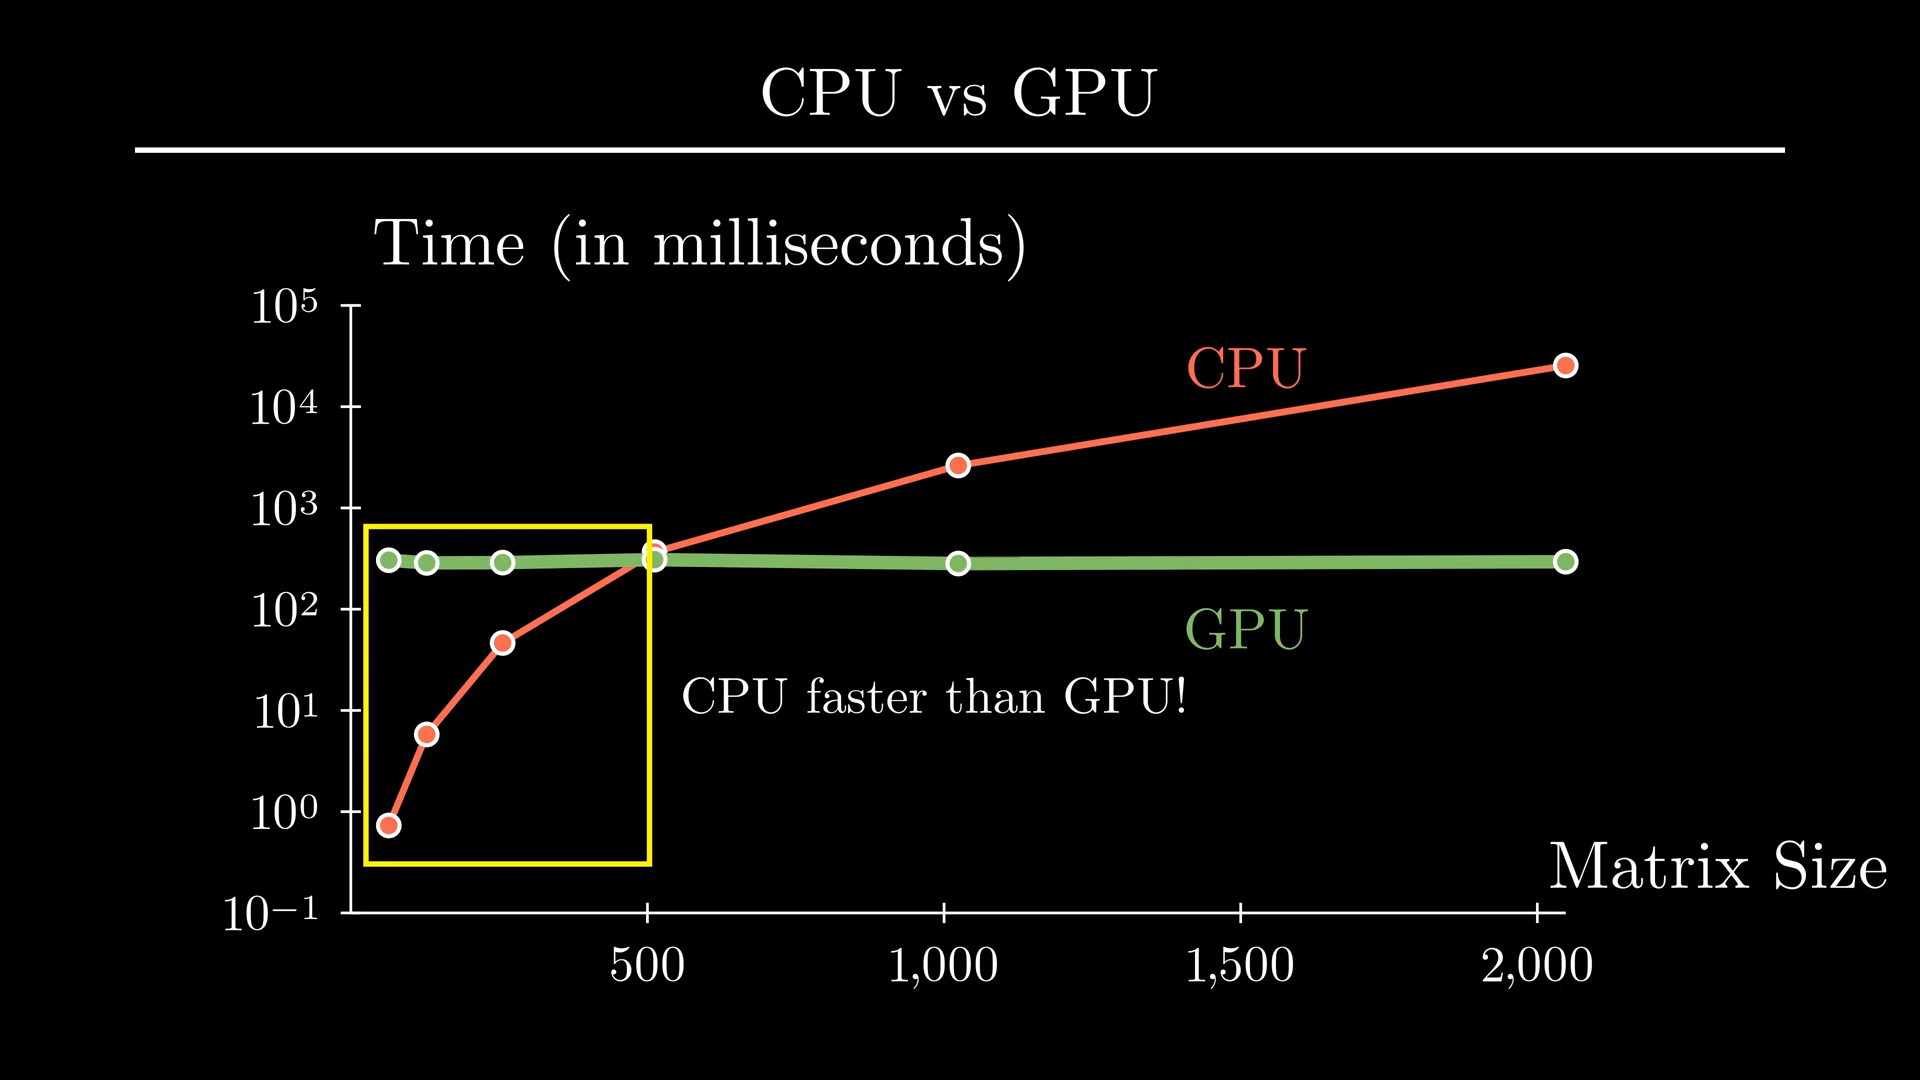 CPU vs GPU
Time (in milliseconds)
10⁵
CPU
10⁴
10³
10²
GPU
CPU faster than GPU!
10¹
10⁰
Matrix Size
10⁻¹
500 1,000 1,500 2,000